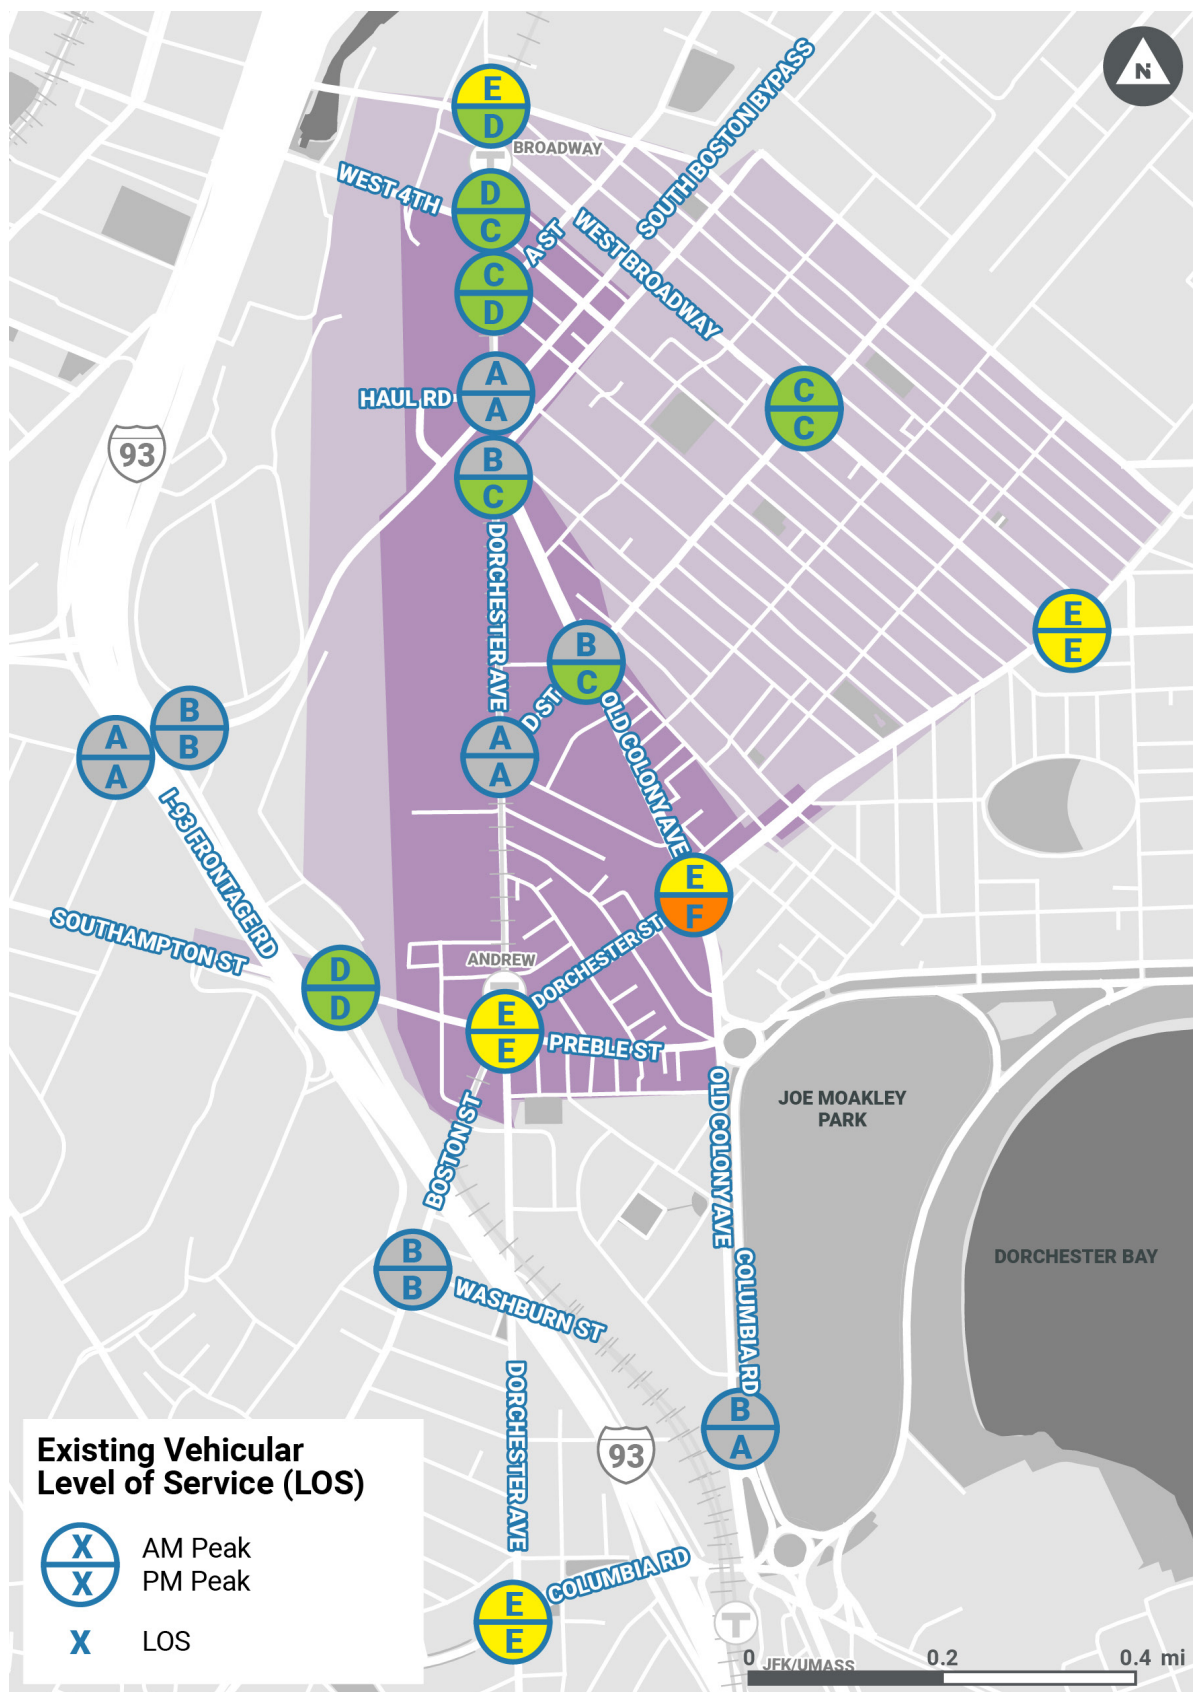 N
SOUTH BOSTON BYPASS
E
D
BROADWAY
T
WEST 4TH
D
C
A ST
WEST BROADWAY
C
D
HAUL RD
A
A
C
C
93
B
C
DORCHESTER AVE
E
E
B
C
D ST
OLD COLONY AVE
B
B
A
A
A
A
I-93 FRONTAGE RD
E
F
SOUTHAMPTON ST
D
D
ANDREW
DORCHESTER ST
E
E
PREBLE ST
JOE MOAKLEY
PARK
OLD COLONY AVE
BOSTON ST
DORCHESTER BAY
B
B
WASHBURN ST
COLUMBIA RD
B
A
DORCHESTER AVE
93
COLUMBIA RD
E
E
T
JFK/UMASS
0
0.2
0.4 mi
Existing Vehicular
Level of Service (LOS)
X
AM Peak
X
PM Peak
X
LOS